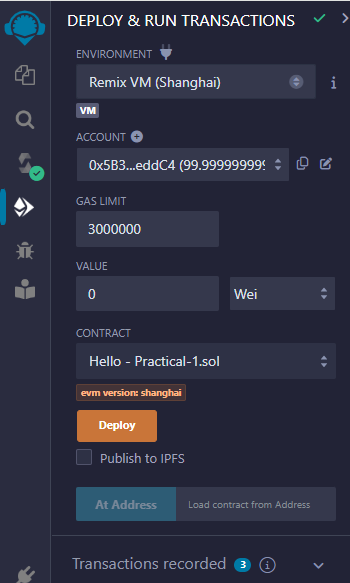 DEPLOY & RUN TRANSACTIONS
ENVIRONMENT
Remix VM (Shanghai)
VM
ACCOUNT
0x5B3...eddC4 (99.99999999
GAS LIMIT
3000000
VALUE
0
Wei
CONTRACT
Hello - Practical-1.sol
evm version: shanghai
Deploy
Publish to IPFS
At Address
Load contract from Address
Transactions recorded 3